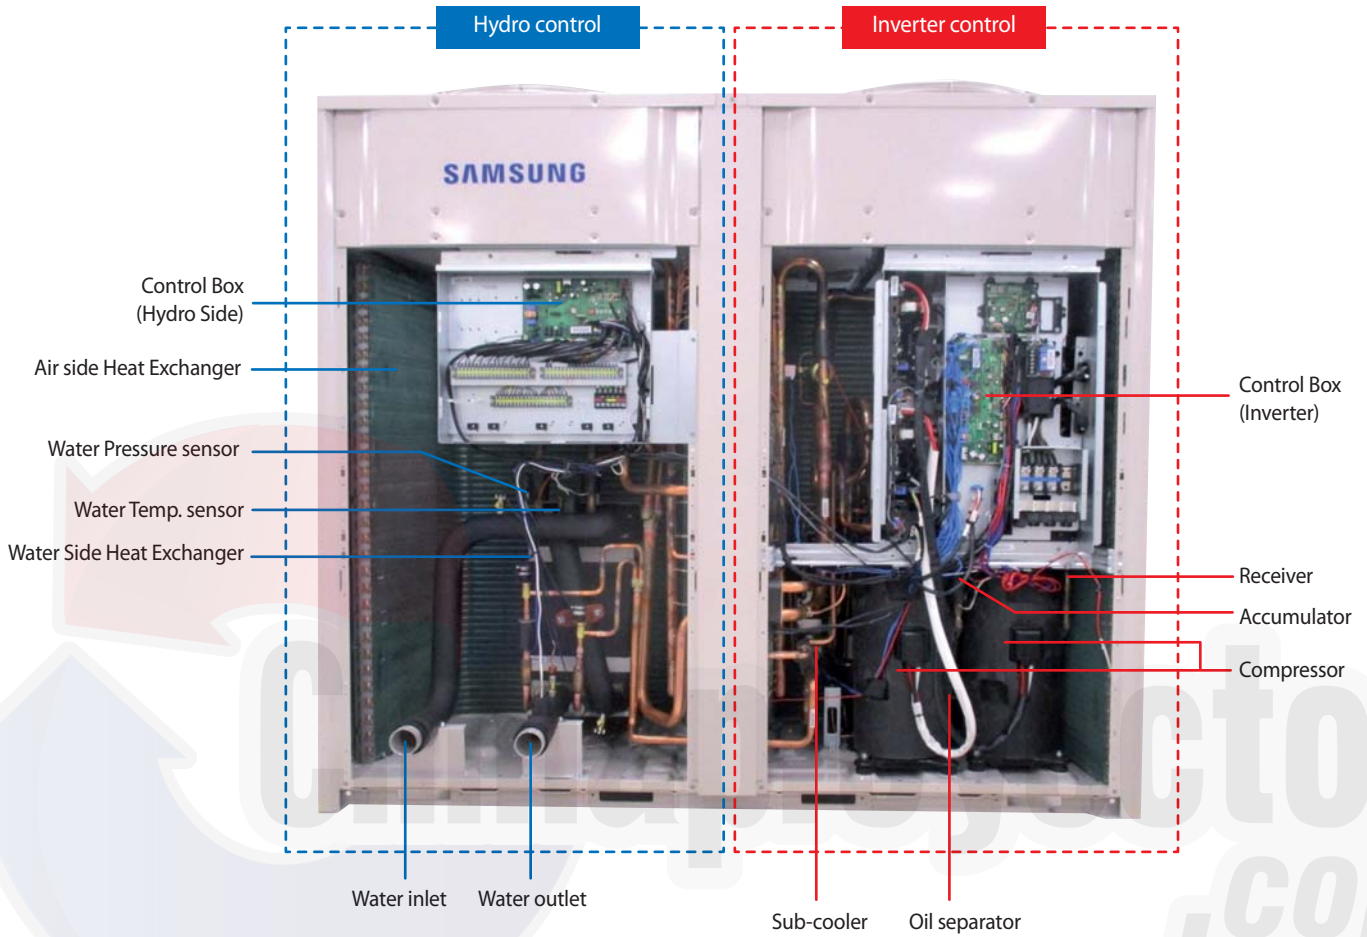 Hydro control
Inverter control
SAMSUNG
Control Box
(Hydro Side)
Air side Heat Exchanger
Water Pressure sensor
Water Temp. sensor
Water Side Heat Exchanger
Control Box
(Inverter)
Receiver
Accumulator
Compressor
Water inlet
Water outlet
Sub-cooler
Oil separator
.co